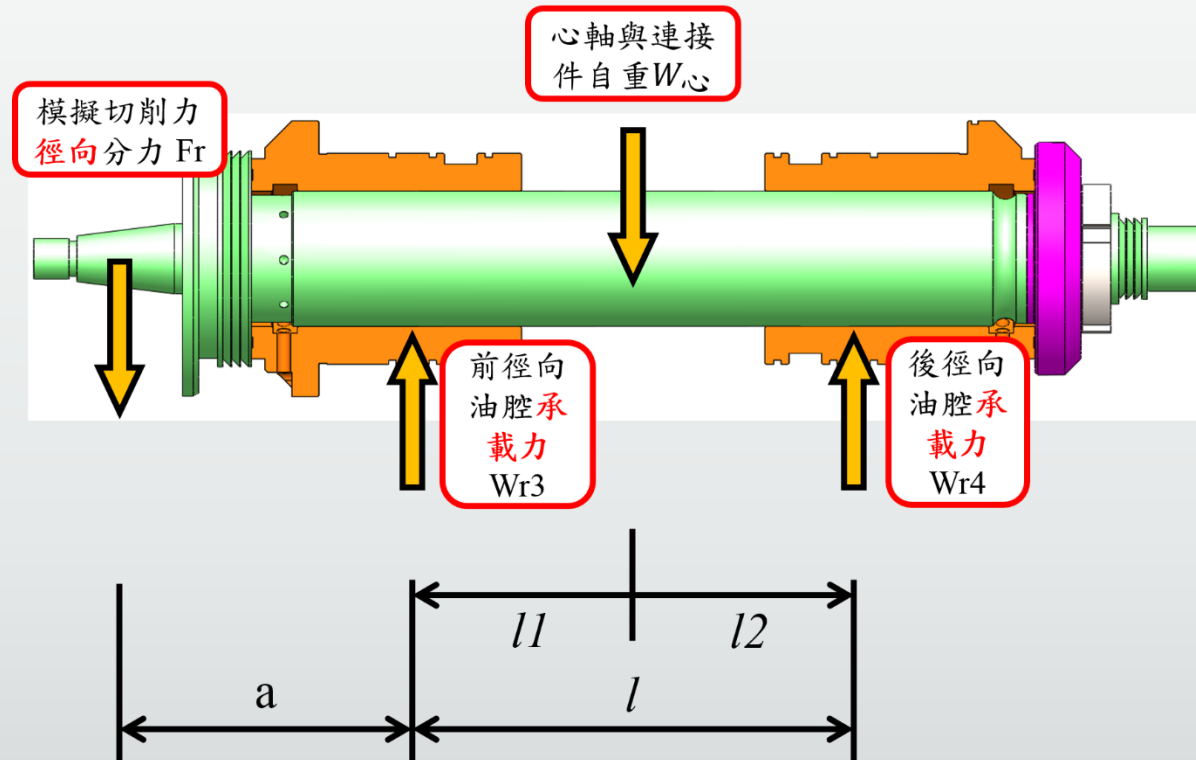 心軸與連接
件自重W心
模擬切削力
徑向分力 Fr
前徑向
油腔承
載力
Wr3
後徑向
油腔承
載力
Wr4
l1
l2
a
l